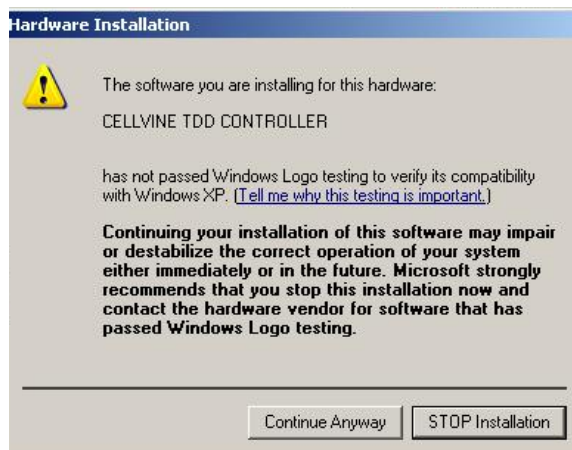 Hardware Installation
The software you are installing for this hardware:
CELLVINE TDD CONTROLLER
has not passed Windows Logo testing to verify its compatibility
with Windows XP. (Tell me why this testing is important.)
Continuing your installation of this software may impair
or destabilize the correct operation of your system
either immediately or in the future. Microsoft strongly
recommends that you stop this installation now and
contact the hardware vendor for software that has
passed Windows Logo testing.
Continue Anyway STOP Installation